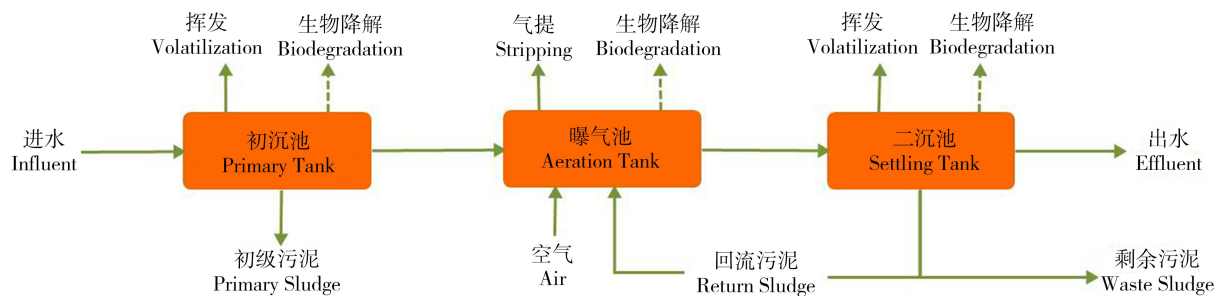 挥发
Volatilization
生物降解
Biodegradation
气提
Stripping
生物降解
Biodegradation
挥发
Volatilization
生物降解
Biodegradation
进水
Influent
初沉池
Primary Tank
曝气池
Aeration Tank
二沉池
Settling Tank
出水
Effluent
初级污泥
Primary Sludge
空气
Air
回流污泥
Return Sludge
剩余污泥
Waste Sludge